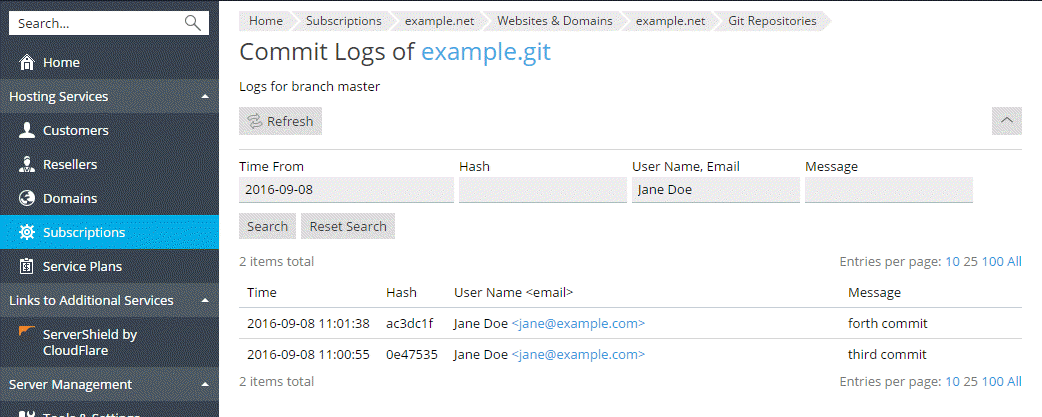 Search...
Home
Hosting Services
Customers
Resellers
Domains
Subscriptions
Service Plans
Links to Additional Services
ServerShield by
CloudFlare
Server Management
Tools & Settings
Home Subscriptions example.net Websites & Domains example.net Git Repositories
Commit Logs of example.git
Logs for branch master
Refresh
Time From Hash User Name, Email Message
2016-09-08 Jane Doe
Search Reset Search
2 items total Entries per page: 10 25 100 All
Time Hash User Name <email> Message
2016-09-08 11:01:38 ac3dc1f Jane Doe <jane@example.com> forth commit
2016-09-08 11:00:55 0e47535 Jane Doe <jane@example.com> third commit
2 items total Entries per page: 10 25 100 All